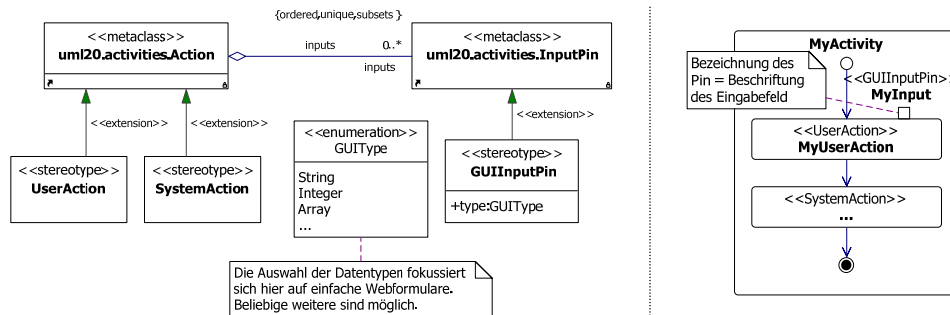 {ordered,unique,subsets }
<<metaclass>>
uml20.activities.Action
inputs
0..*
inputs
<<metaclass>>
uml20.activities.InputPin
<<extension>>
<<extension>>
<<extension>>
<<stereotype>>
UserAction
<<stereotype>>
SystemAction
<<enumeration>>
GUIType
String
Integer
Array
...
<<stereotype>>
GUIInputPin
+type:GUIType
Die Auswahl der Datentypen fokussiert
sich hier auf einfache Webformulare.
Beliebige weitere sind möglich.
MyActivity
Bezeichnung des
Pin = Beschriftung
des Eingabefeld
<<GUIInputPin>
MyInput
<<UserAction>>
MyUserAction
<<SystemAction>>
...